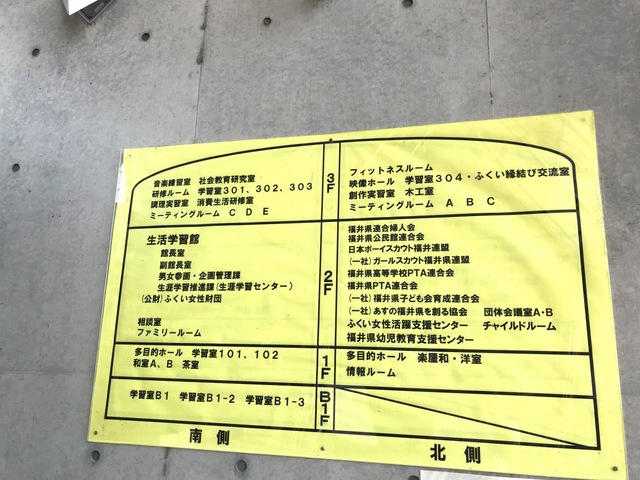 音楽練習室 社会教育研究室
研修ルーム 学習室301、302、303
調理実習室 消費生活研修室
ミーティングルーム C D E
3F
フィットネスルーム
映像ホール 学習室304・ふくい縁結び交流室
創作実習室 木工室
ミーティングルーム A B C
生活学習館
館長室
副館長室
男女参画・企画管理課
生涯学習推進課(生涯学習センター)
(公財)ふくい女性財団
相談室
ファミリールーム
2F
福井県連合婦人会
福井県公民館連合会
日本ボーイスカウト福井連盟
(一社)ガールスカウト福井県連盟
福井県高等学校PTA連合会
福井県PTA連合会
(一社)福井県子ども会育成連合会
(一社)あすの福井県を創る協会 団体会議室A・B
ふくい女性活躍支援センター チャイルドルーム
福井県幼児教育支援センター
多目的ホール 学習室101、102
和室A、B 茶室
1F
多目的ホール 楽屋和・洋室
情報ルーム
学習室B1 学習室B1-2 学習室B1-3
B1F
南側
北側